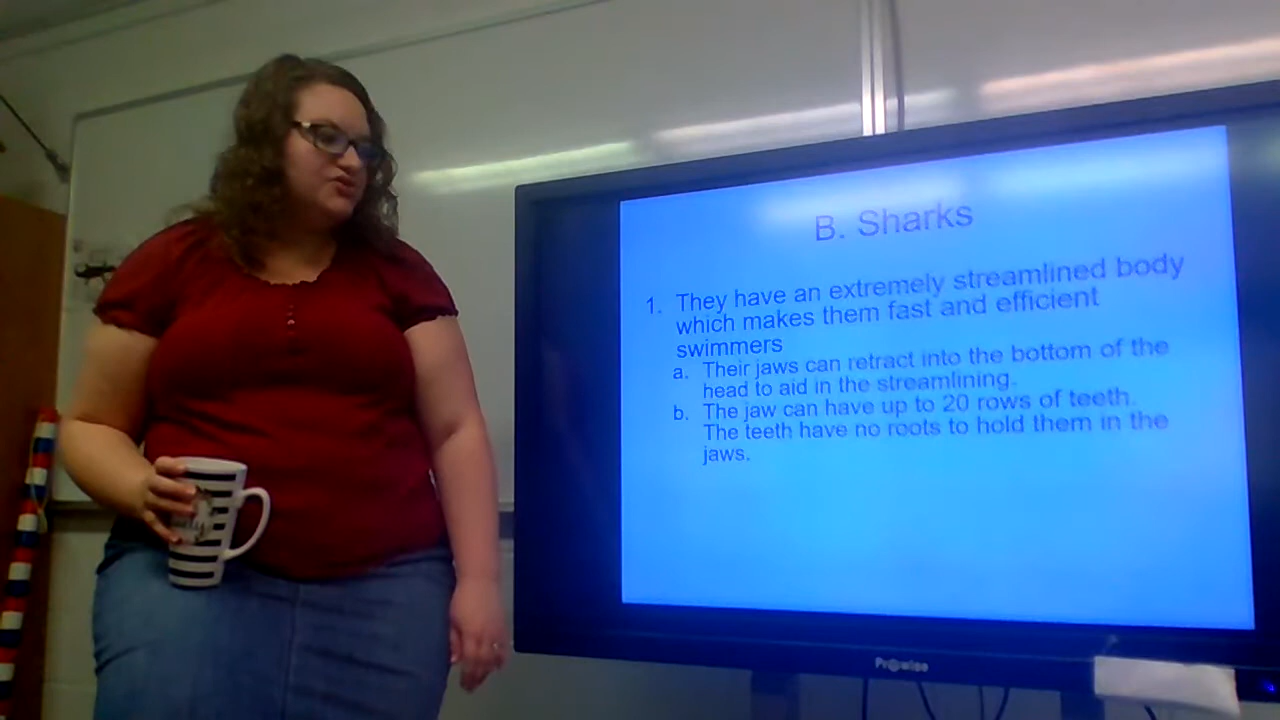 B. Sharks
1. They have an extremely streamlined body
which makes them fast and efficient
swimmers
a. Their jaws can retract into the bottom of the
head to aid in the streamlining.
b. The jaw can have up to 20 rows of teeth.
The teeth have no roots to hold them in the
jaws.
Prowise